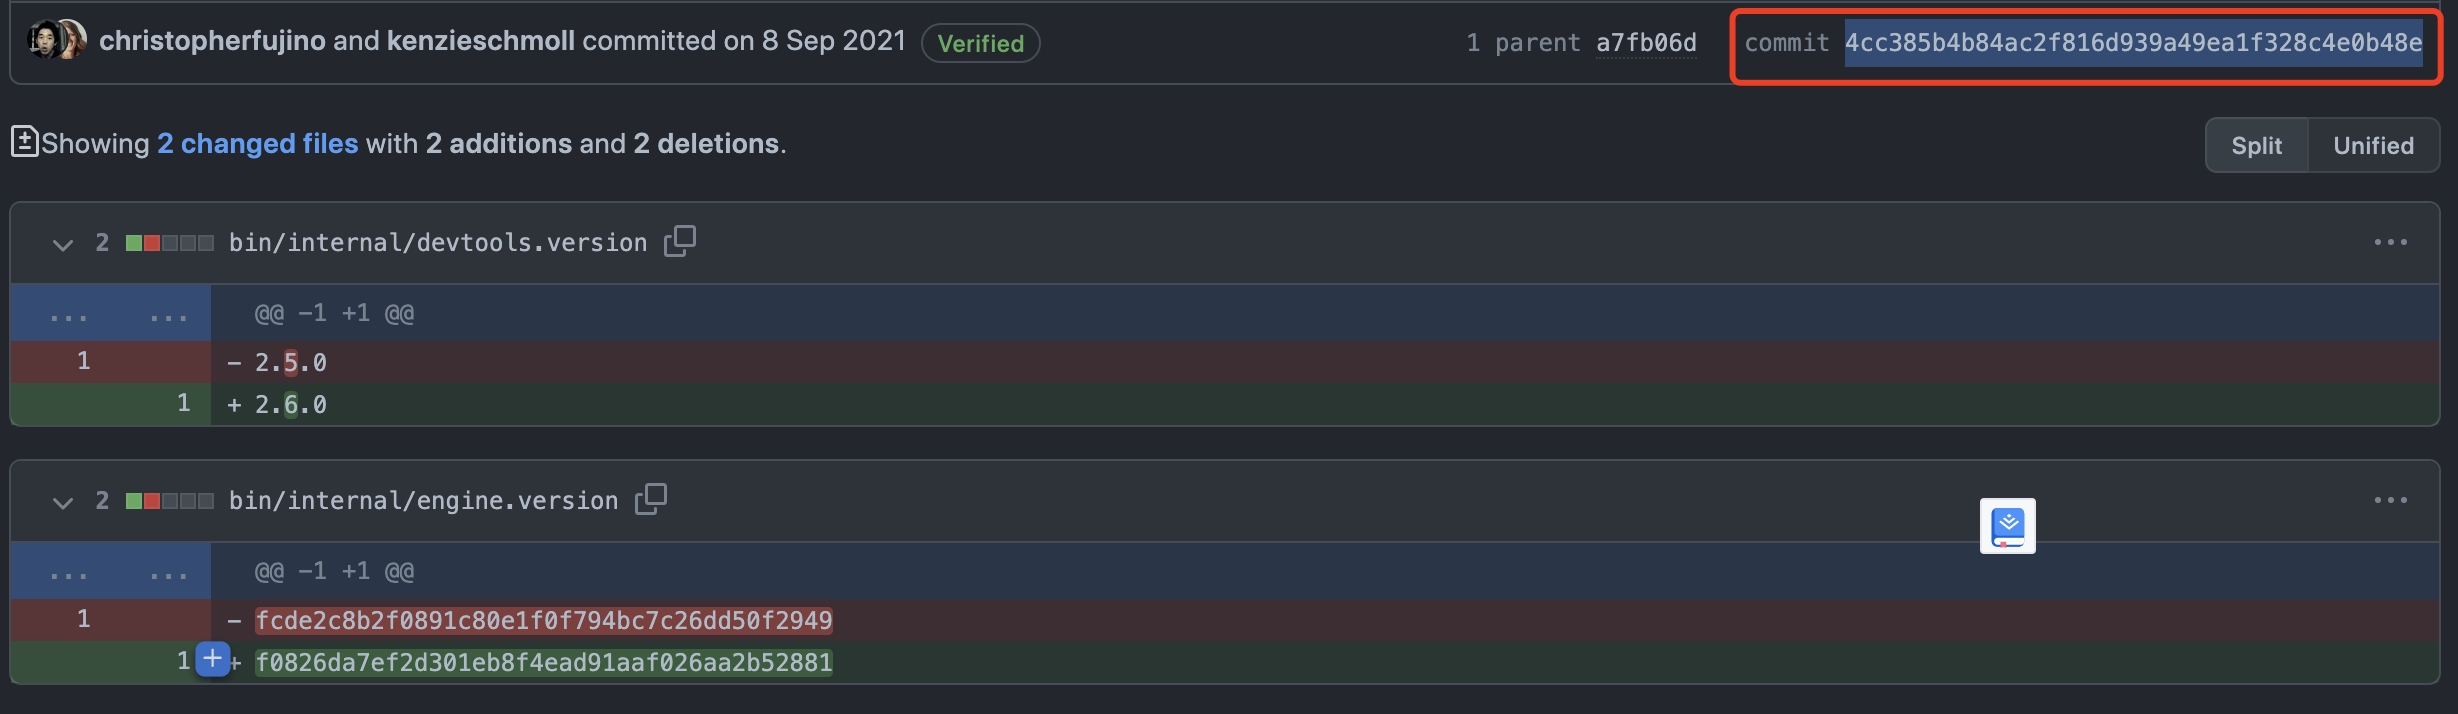 christopherfujino and kenzieschmoll committed on 8 Sep 2021 Verified 1 parent a7fb06d commit 4cc385b4b84ac2f816d939a49ea1f328c4e0b48e
Showing 2 changed files with 2 additions and 2 deletions. Split Unified
2 bin/internal/devtools.version
... ... @@ -1 +1 @@
1 - 2.5.0
1 + 2.6.0
2 bin/internal/engine.version
... ... @@ -1 +1 @@
1 - fcde2c8b2f0891c80e1f0f794bc7c26dd50f2949
1 + f0826da7ef2d301eb8f4ead91aaf026aa2b52881